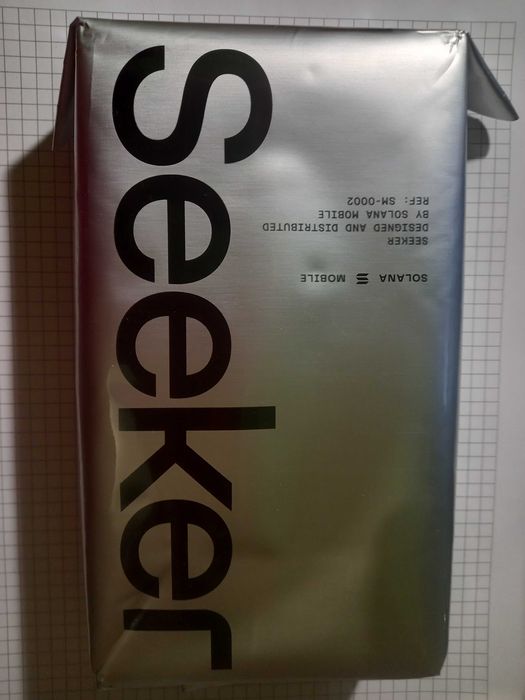 Seeker
SOLANA MOBILE
SEEKER
DESIGNED AND DISTRIBUTED
BY SOLANA MOBILE
REF: SM-0002